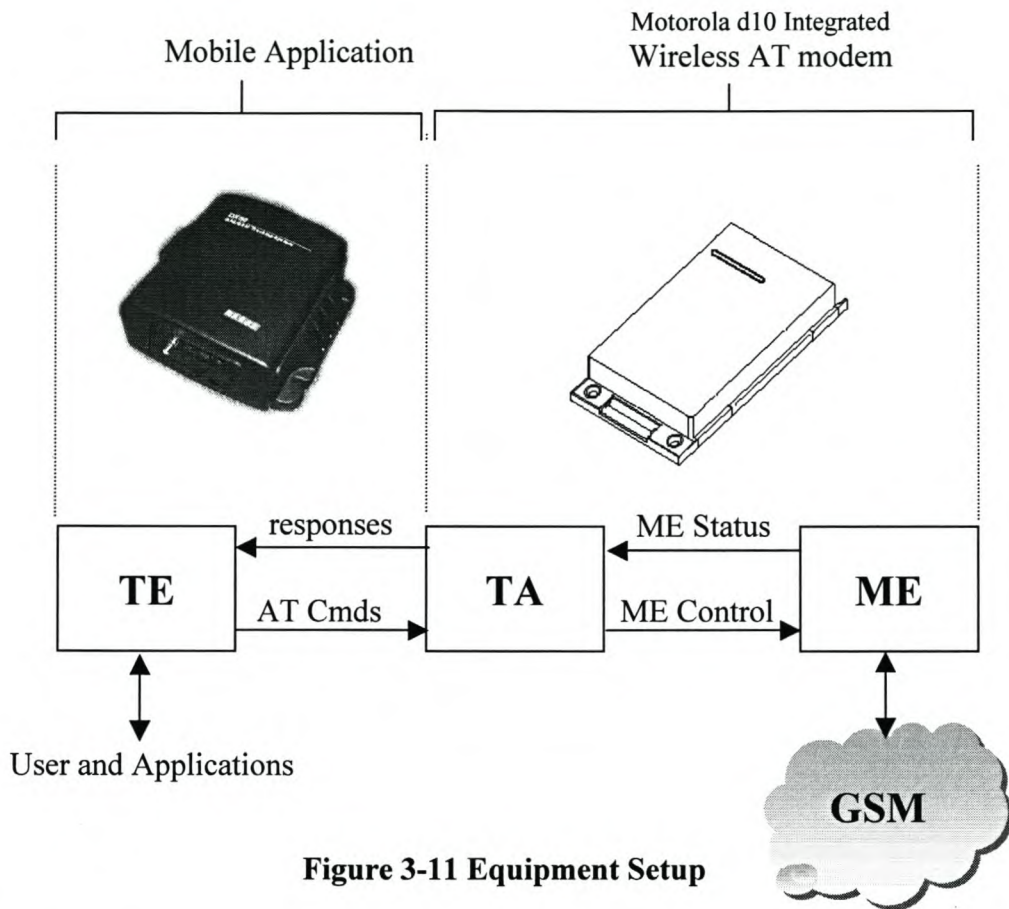 Mobile Application
Motorola d10 Integrated
Wireless AT modem
responses
ME Status
TE
TA
ME
AT Cmds
ME Control
User and Applications
GSM
Figure 3-11 Equipment Setup